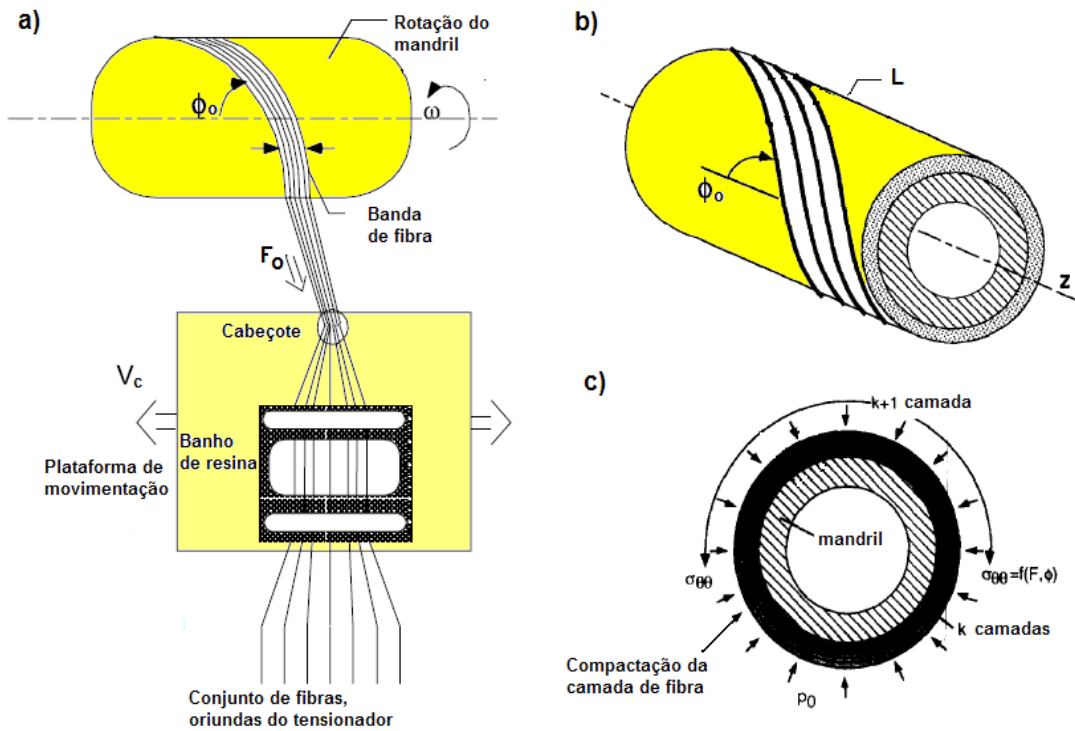 a)
Rotação do
mandril
ϕo
ω
Banda
de fibra
Fo
Cabeçote
Vc
Banho
de resina
Plataforma de
movimentação
Conjunto de fibras,
oriundas do tensionador
b)
L
ϕo
z
c)
k+1 camada
mandril
σθθ
σθθ=f(F,ϕ)
k camadas
Compactação da
camada de fibra
p0